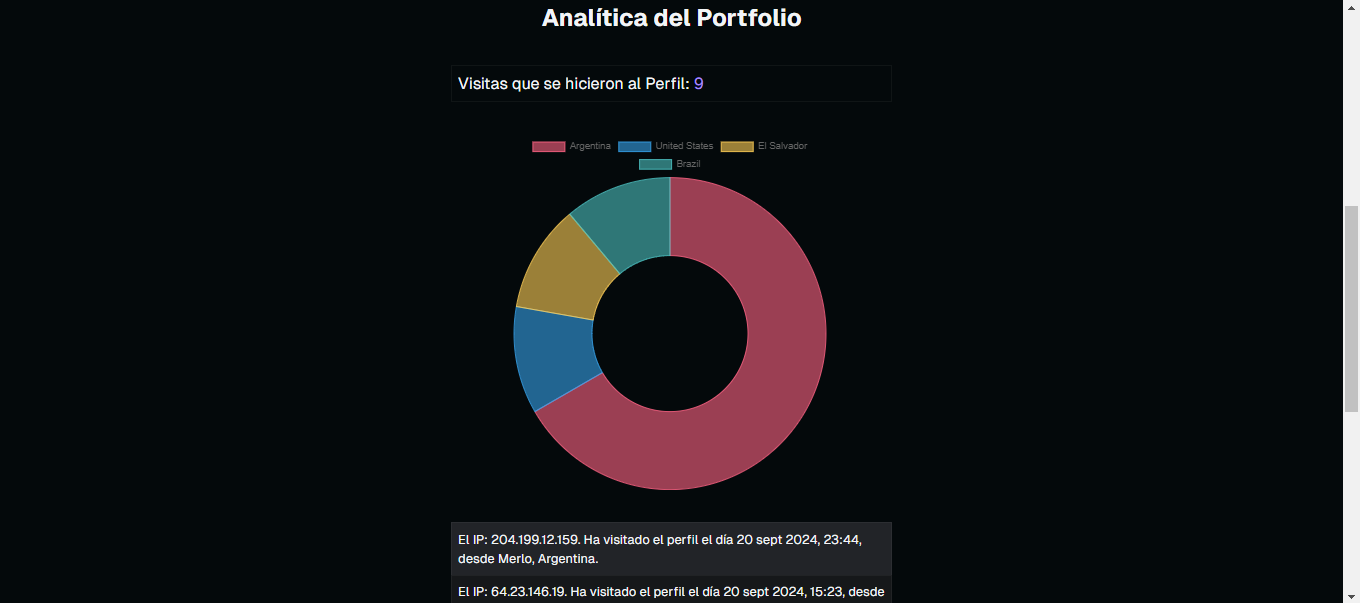 Analítica del Portfolio
Visitas que se hicieron al Perfil: 9
Argentina United States El Salvador
Brazil
El IP: 204.199.12.159. Ha visitado el perfil el día 20 sept 2024, 23:44,
desde Merlo, Argentina.
El IP: 64.23.146.19. Ha visitado el perfil el día 20 sept 2024, 15:23, desde